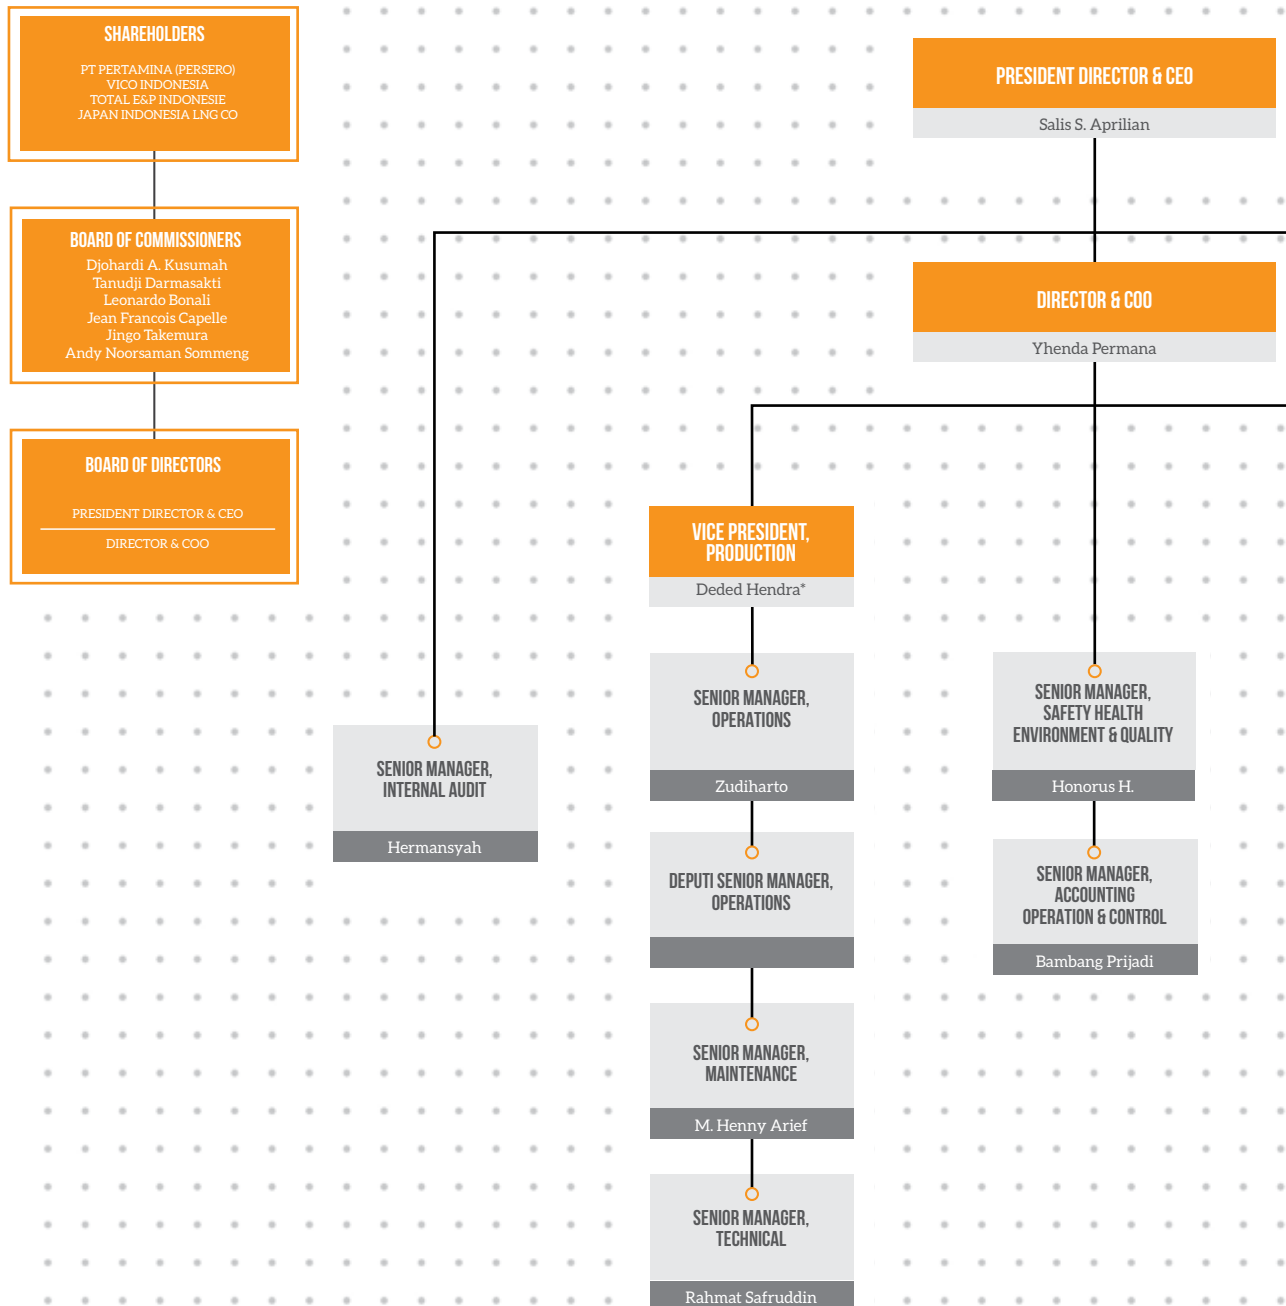 SHAREHOLDERS
PT PERTAMINA (PERSERO)
VICO INDONESIA
TOTAL E&P INDONESIE
JAPAN INDONESIA LNG CO
BOARD OF COMMISSIONERS
Djohardi A. Kusumah
Tanudji Darmasakti
Leonardo Bonali
Jean Francois Capelle
Jingo Takemura
Andy Noorsaman Sommeng
BOARD OF DIRECTORS
PRESIDENT DIRECTOR & CEO
DIRECTOR & COO
PRESIDENT DIRECTOR & CEO
Salis S. Aprilian
DIRECTOR & COO
Yhenda Permana
VICE PRESIDENT,
PRODUCTION
Deded Hendra*
SENIOR MANAGER,
INTERNAL AUDIT
Hermansyah
SENIOR MANAGER,
OPERATIONS
Zudiharto
DEPUTI SENIOR MANAGER,
OPERATIONS
SENIOR MANAGER,
MAINTENANCE
M. Henny Arief
SENIOR MANAGER,
TECHNICAL
Rahmat Safruddin
SENIOR MANAGER,
SAFETY HEALTH
ENVIRONMENT & QUALITY
Honorus H.
SENIOR MANAGER,
ACCOUNTING
OPERATION & CONTROL
Bambang Prijadi